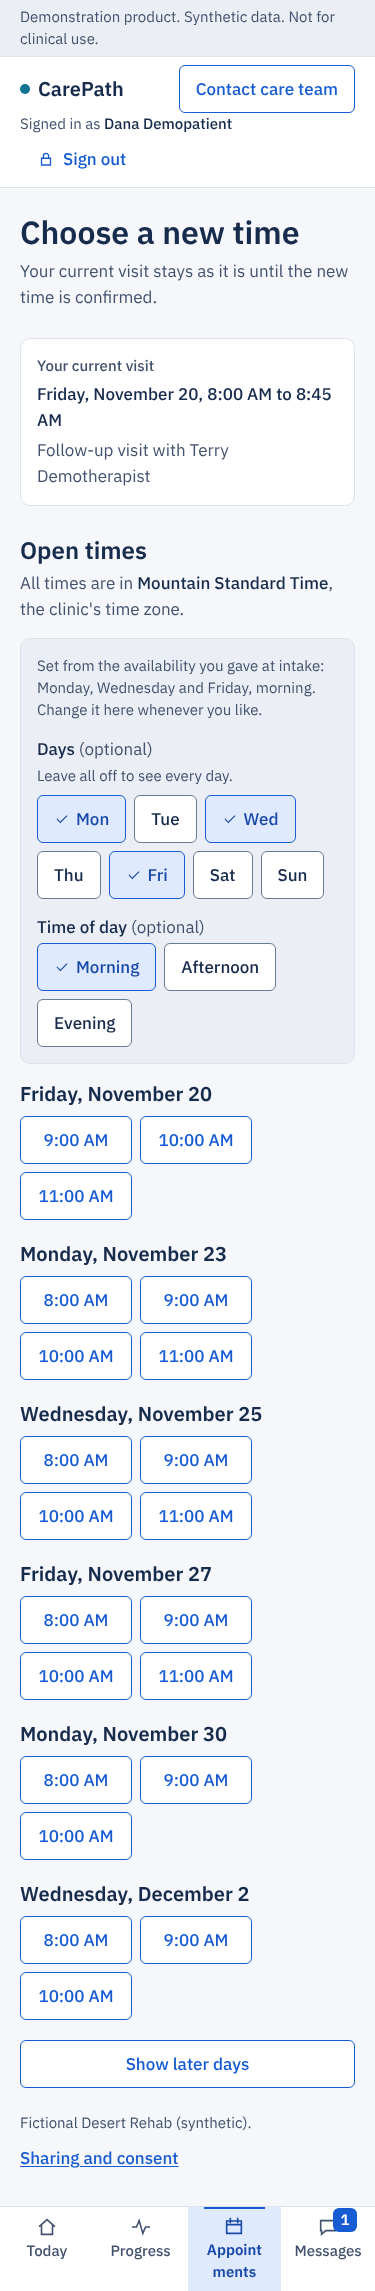 Demonstration product. Synthetic data. Not for
clinical use.
CarePath
Contact care team
Signed in as Dana Demopatient
Sign out
Choose a new time
Your current visit stays as it is until the new
time is confirmed.
Your current visit
Friday, November 20, 8:00 AM to 8:45
AM
Follow-up visit with Terry
Demotherapist
Open times
All times are in Mountain Standard Time,
the clinic's time zone.
Set from the availability you gave at intake:
Monday, Wednesday and Friday, morning.
Change it here whenever you like.
Days (optional)
Leave all off to see every day.
Mon Tue Wed
Thu Fri Sat Sun
Time of day (optional)
Morning Afternoon
Evening
Friday, November 20
9:00 AM 10:00 AM
11:00 AM
Monday, November 23
8:00 AM 9:00 AM
10:00 AM 11:00 AM
Wednesday, November 25
8:00 AM 9:00 AM
10:00 AM 11:00 AM
Friday, November 27
8:00 AM 9:00 AM
10:00 AM 11:00 AM
Monday, November 30
8:00 AM 9:00 AM
10:00 AM
Wednesday, December 2
8:00 AM 9:00 AM
10:00 AM
Show later days
Fictional Desert Rehab (synthetic).
Sharing and consent
1
Today Progress Appoint Messages
ments